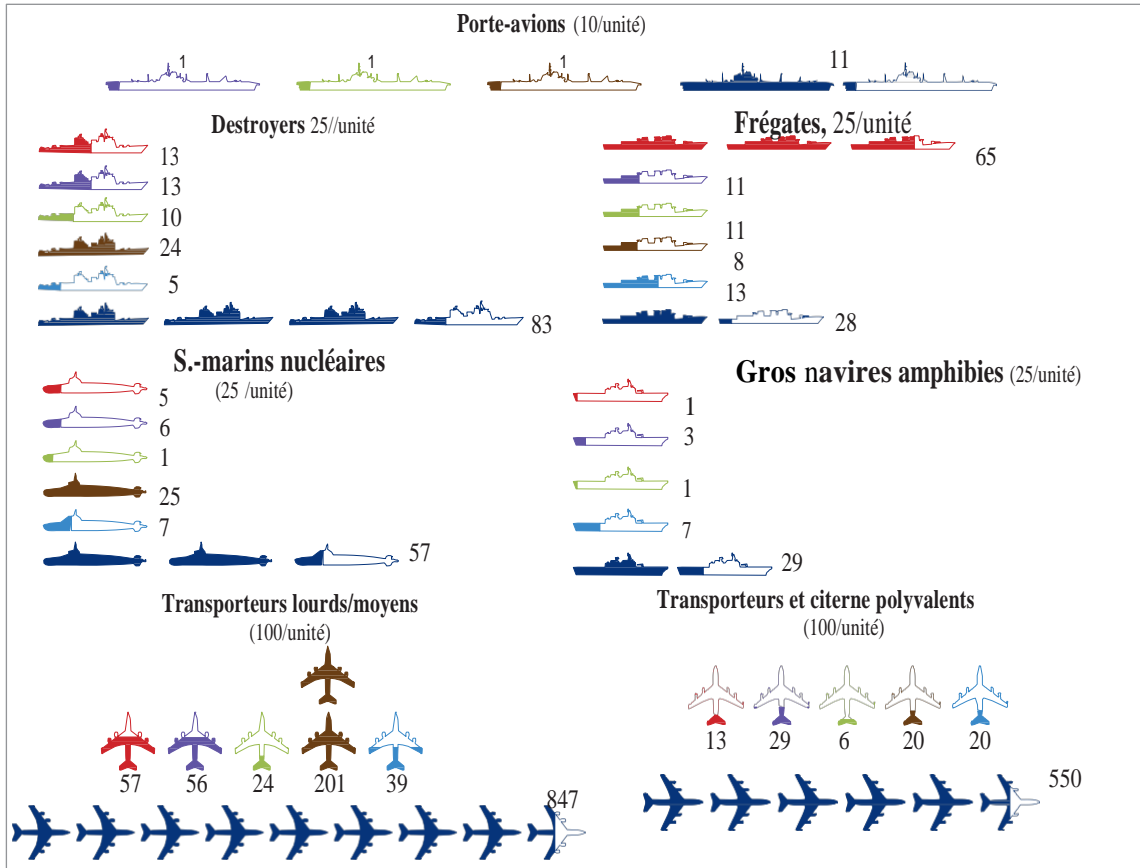 Porte-avions (10/unité)
1 1 1 11
Destroyers 25//unité
13
13
10
24
5
83
Frégates, 25/unité
65
11
11
8
13
28
S.-marins nucléaires
(25 /unité)
5
6
1
25
7
57
Gros navires amphibies (25/unité)
1
3
1
7
29
Transporteurs lourds/moyens
(100/unité)
57 56 24 201 39
847
Transporteurs et citerne polyvalents
(100/unité)
13 29 6 20 20
550